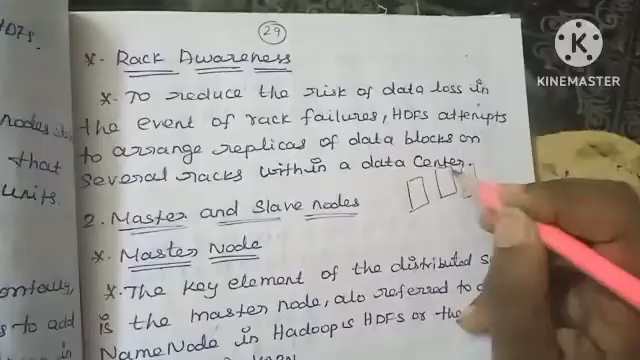 29
HDFS.
*. Rack Awareness
*. To reduce the risk of data loss in
the event of rack failures, HDFS attempts
to arrange replicas of data blocks on
several racks within a data center.
that
units.
2. Master and Slave nodes
*. Master Node
*. The key element of the distributed
is the master node, alo referred to
NameNode in Hadoop's HDFS or the
to add
in
KINEMASTER